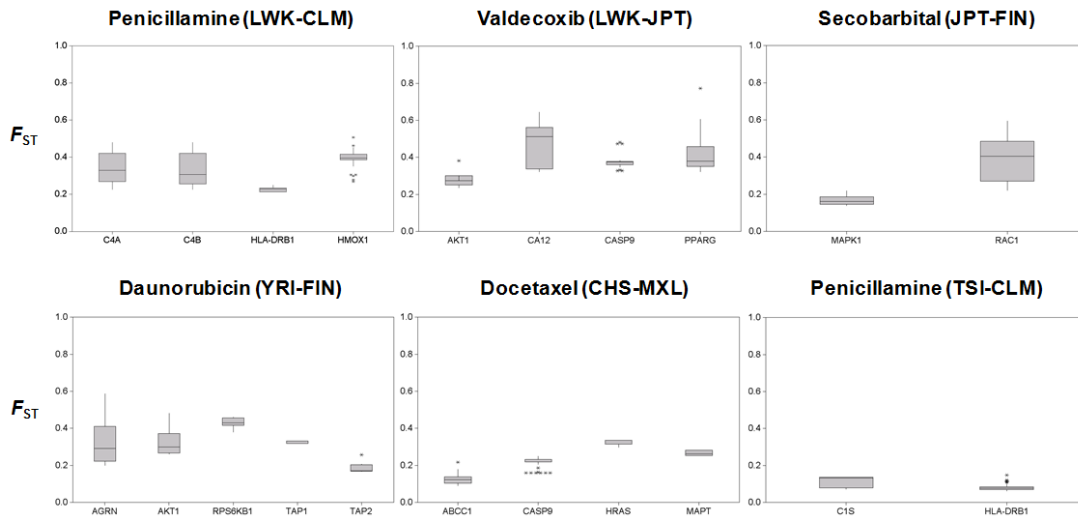 Penicillamine (LWK-CLM)
Valdecoxib (LWK-JPT)
Secobarbital (JPT-FIN)
FST
1.0
0.8
0.6
0.4
0.2
0.0
C4A C4B HLA-DRB1 HMOX1
1.0
0.8
0.6
0.4
0.2
0.0
AKT1 CA12 CASP9 PPARG
1.0
0.8
0.6
0.4
0.2
0.0
MAPK1 RAC1
Daunorubicin (YRI-FIN)
Docetaxel (CHS-MXL)
Penicillamine (TSI-CLM)
FST
1.0
0.8
0.6
0.4
0.2
0.0
AGRN AKT1 RPS6KB1 TAP1 TAP2
1.0
0.8
0.6
0.4
0.2
0.0
ABCC1 CASP9 HRAS MAPT
1.0
0.8
0.6
0.4
0.2
0.0
C1S HLA-DRB1